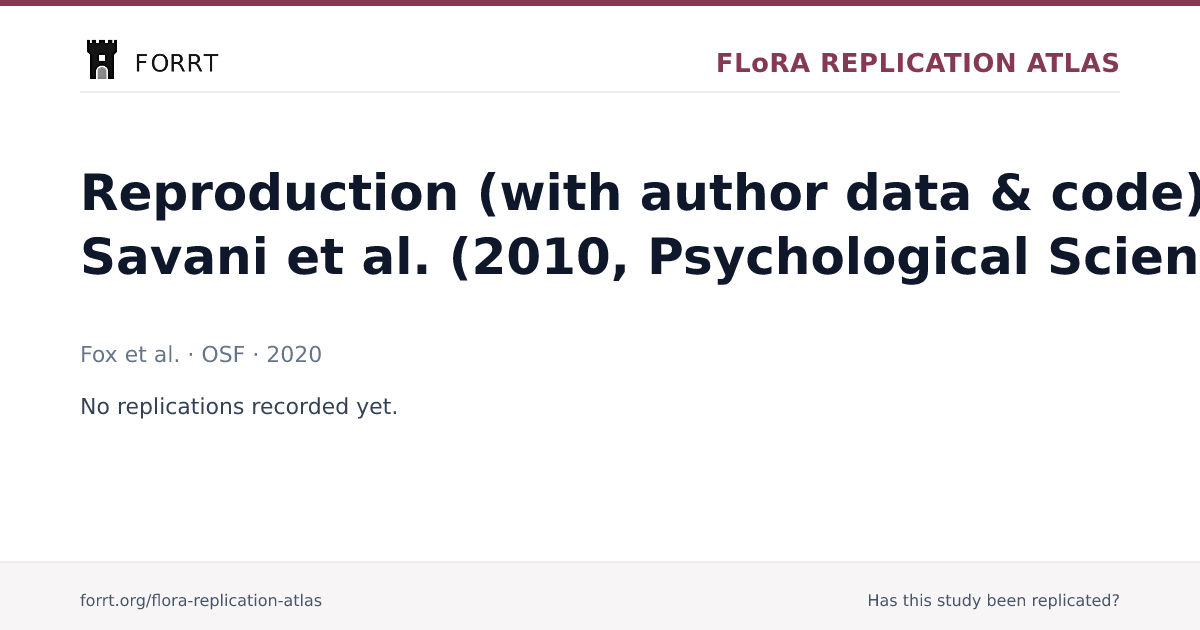 FORRT
FLoRA REPLICATION ATLAS
Reproduction (with author data & code)
Savani et al. (2010, Psychological Scien
Fox et al. · OSF · 2020
No replications recorded yet.
forrt.org/flora-replication-atlas
Has this study been replicated?